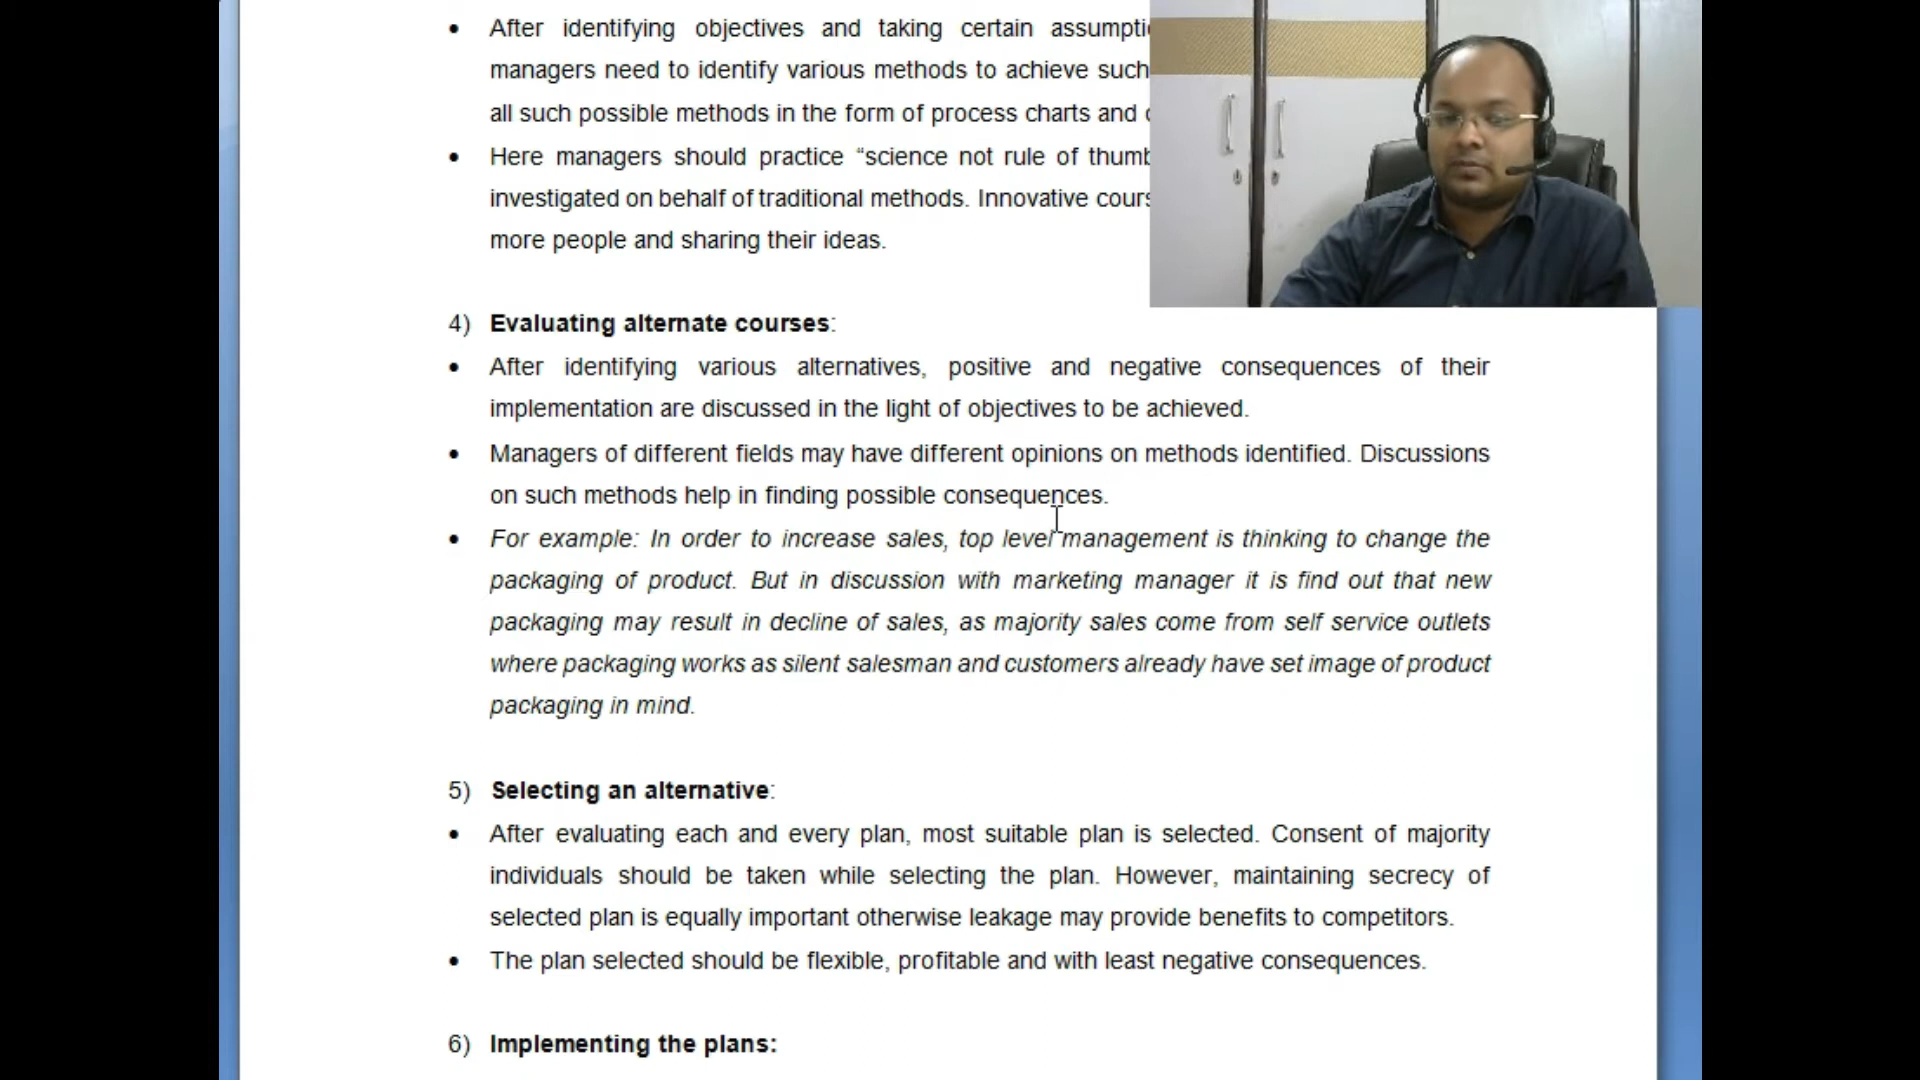 • After identifying objectives and taking certain
managers need to identify various methods to achieve such
all such possible methods in the form of process charts and
• Here managers should practice “science not rule of
investigated on behalf of traditional methods. Innovative
more people and sharing their ideas.
4) Evaluating alternate courses:
• After identifying various alternatives, positive and negative consequences of their
implementation are discussed in the light of objectives to be achieved.
• Managers of different fields may have different opinions on methods identified. Discussions
on such methods help in finding possible consequences.
• For example: In order to increase sales, top level management is thinking to change the
packaging of product. But in discussion with marketing manager it is find out that new
packaging may result in decline of sales, as majority sales come from self service outlets
where packaging works as silent salesman and customers already have set image of product
packaging in mind.
5) Selecting an alternative:
• After evaluating each and every plan, most suitable plan is selected. Consent of majority
individuals should be taken while selecting the plan. However, maintaining secrecy of
selected plan is equally important otherwise leakage may provide benefits to competitors.
• The plan selected should be flexible, profitable and with least negative consequences.
6) Implementing the plans: